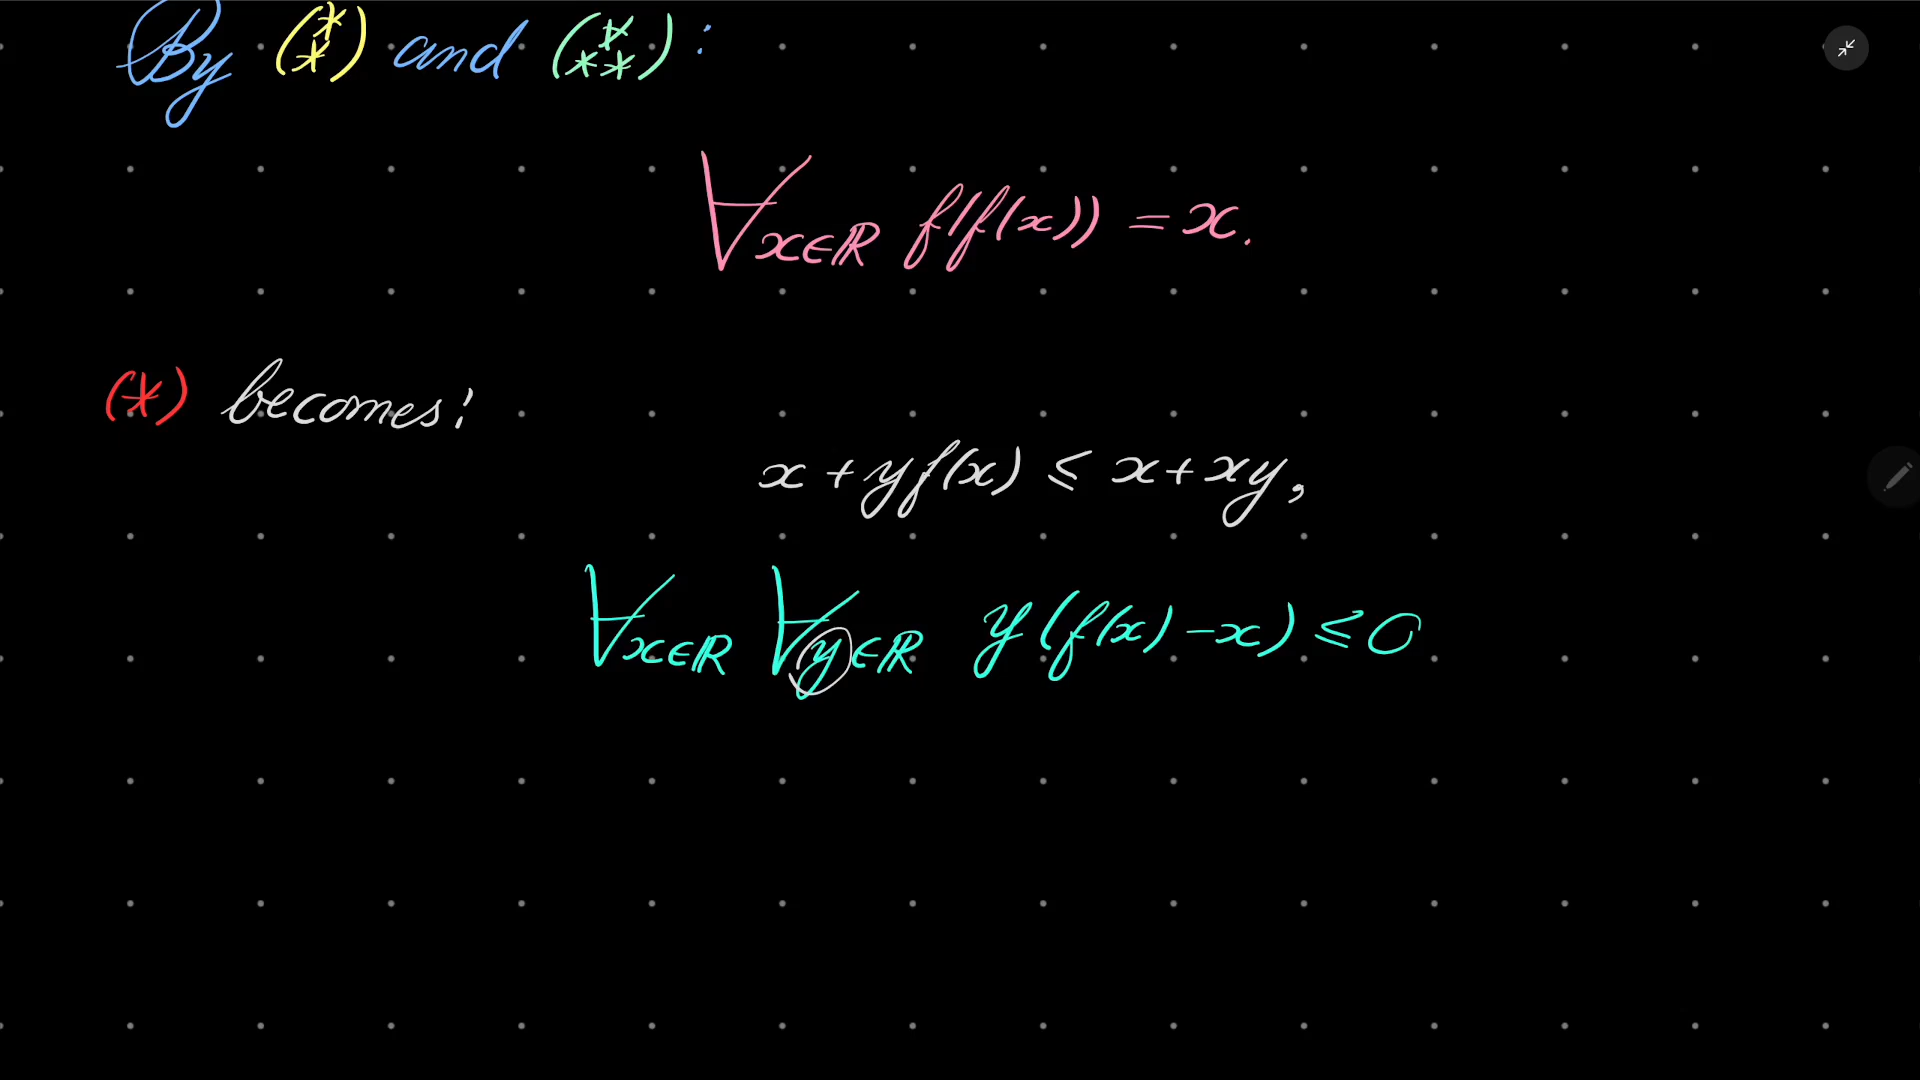 By (*
**) and (*
**):
∀x∈ℝ f(f(x)) = x.
(*) becomes:
x + yf(x) ≤ x + xy,
∀x∈ℝ ∀y∈ℝ y(f(x) - x) ≤ 0